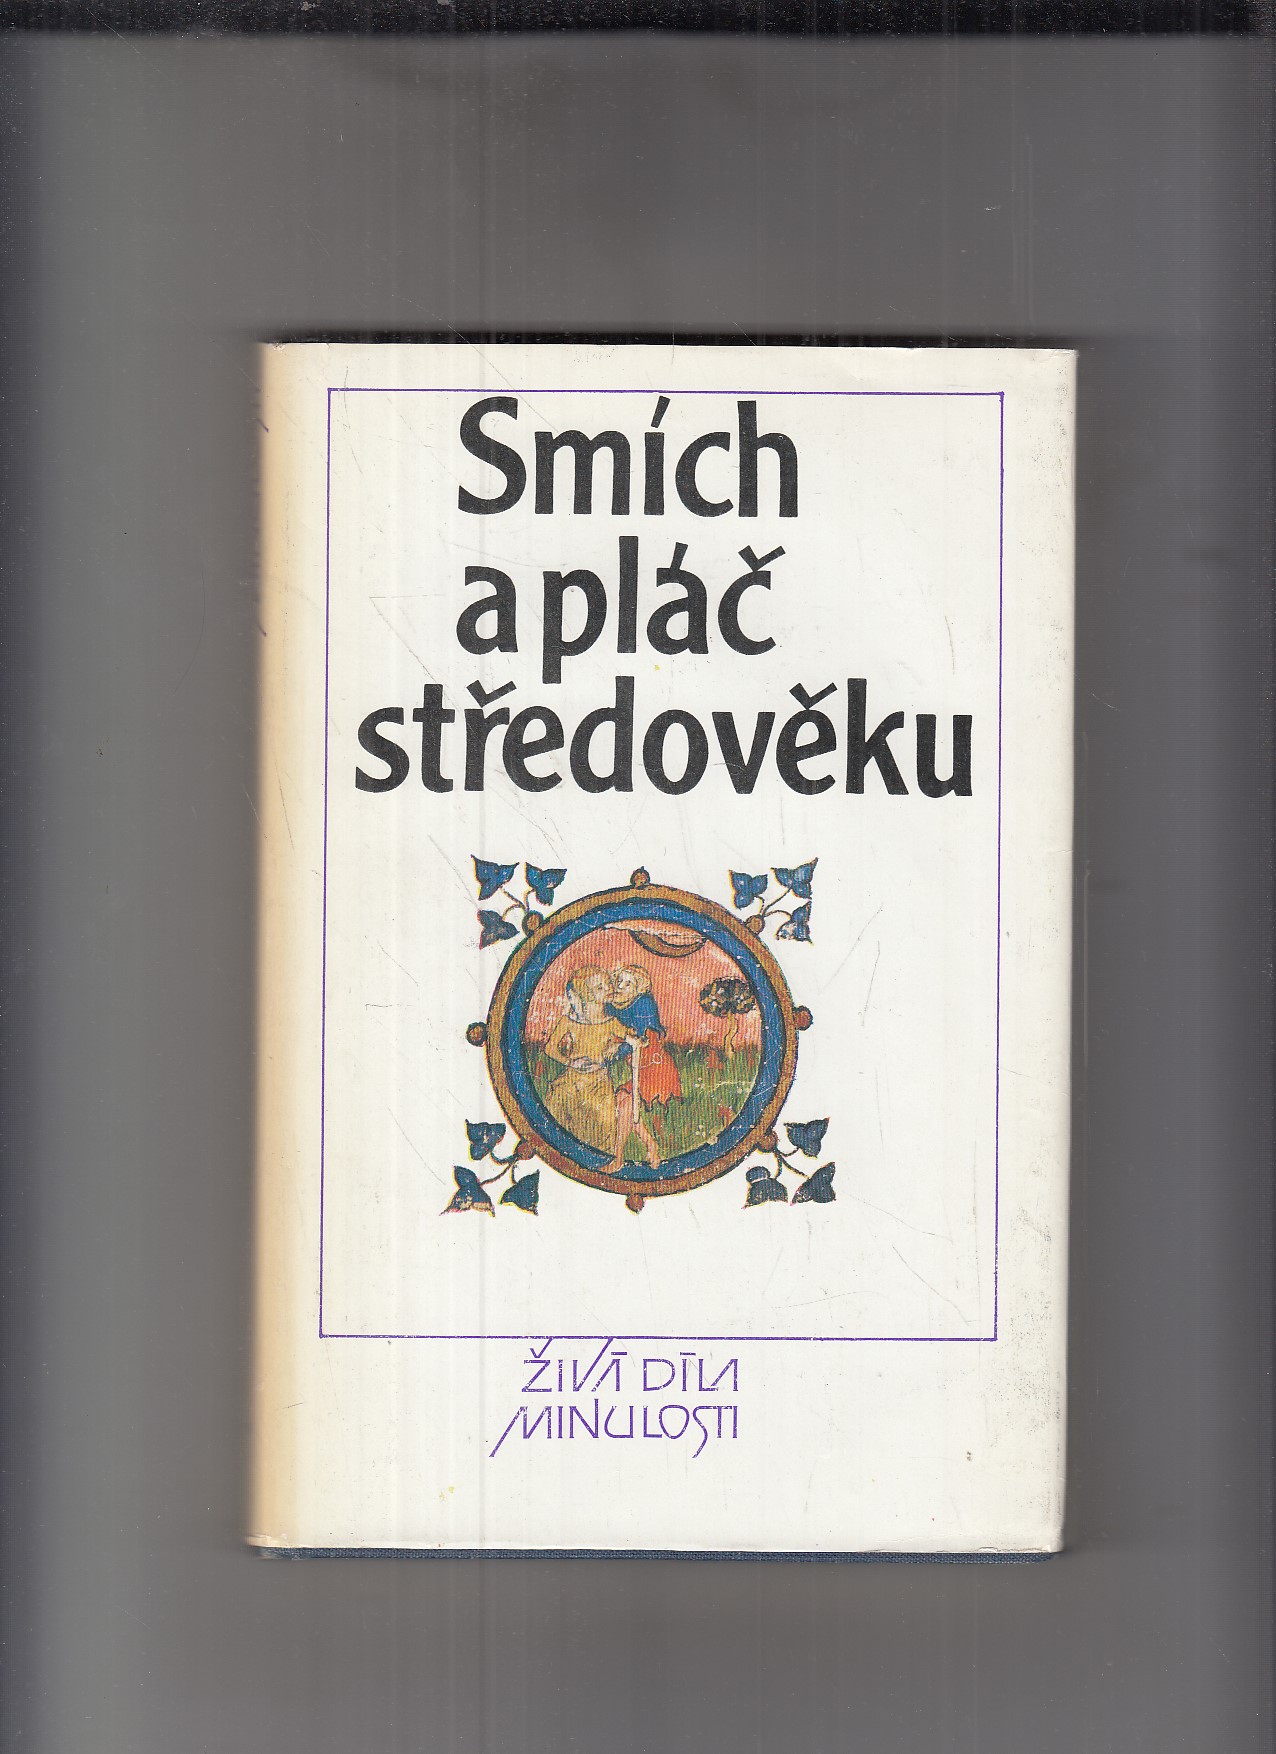 Smích
a pláč
středověku
ŽIVÁ DÍLA
MINULOSTI